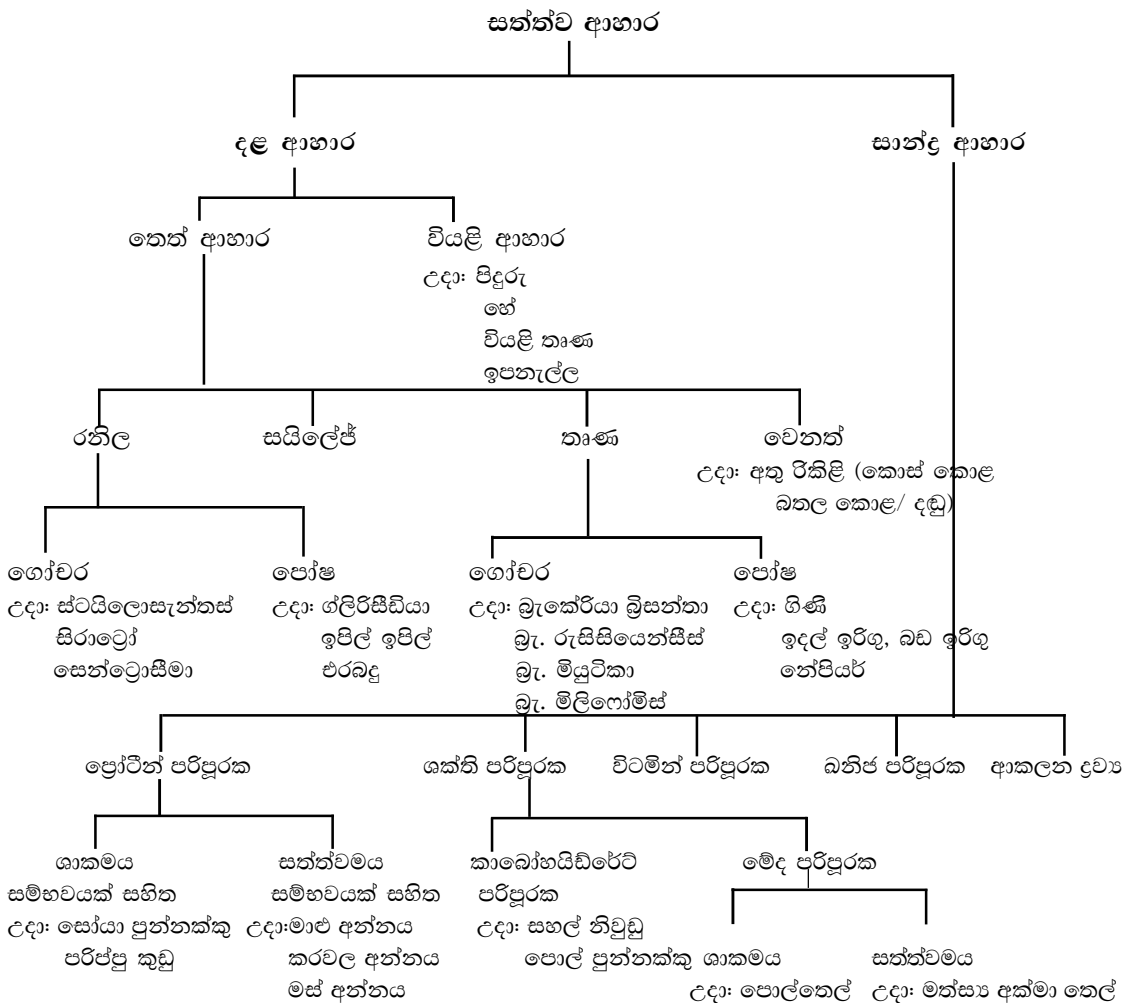 සත්ත්ව ආහාර
දළ ආහාර
සාන්ද්‍ර ආහාර
තෙත් ආහාර
වියළි ආහාර
උදා: පිදුරු
හේ
වියළි තෘණ
ඉපනැල්ල
රනිල
සයිලේජ්
තෘණ
වෙනත්
උදා: අතු රිකිළි (කොස් කොළ
බතල කොළ/ දඬු)
ගෝචර
උදා: ස්ටයිලොසැන්තස්
සිරාට්‍රෝ
සෙන්ට්‍රොසීමා
පෝෂ
උදා: ග්ලිරිසීඩියා
ඉපිල් ඉපිල්
එරබදු
ගෝචර
උදා: බ්‍රැකේරියා බ්‍රිසන්තා
බ්‍රැ. රුසිසියෙන්සීස්
බ්‍රැ. මියුටිකා
බ්‍රැ. මිලිෆෝමිස්
පෝෂ
උදා: ගිණි
ඉදල් ඉරිගු, බඩ ඉරිගු
නේපියර්
ප්‍රෝටීන් පරිපූරක
ශක්ති පරිපූරක
විටමින් පරිපූරක
ඛනිජ පරිපූරක
ආකලන ද්‍රව්‍ය
ශාකමය
සම්භවයක් සහිත
උදා: සෝයා පුන්නක්කු
පරිප්පු කුඩු
සත්ත්වමය
සම්භවයක් සහිත
උදා:මාළු අන්නය
කරවල අන්නය
මස් අන්නය
කාබෝහයිඩ්රේට්
පරිපූරක
උදා: සහල් නිවුඩු
පොල් පුන්නක්කු
මේද පරිපූරක
ශාකමය
උදා: පොල්තෙල්
සත්ත්වමය
උදා: මත්ස්‍ය අක්මා තෙල්